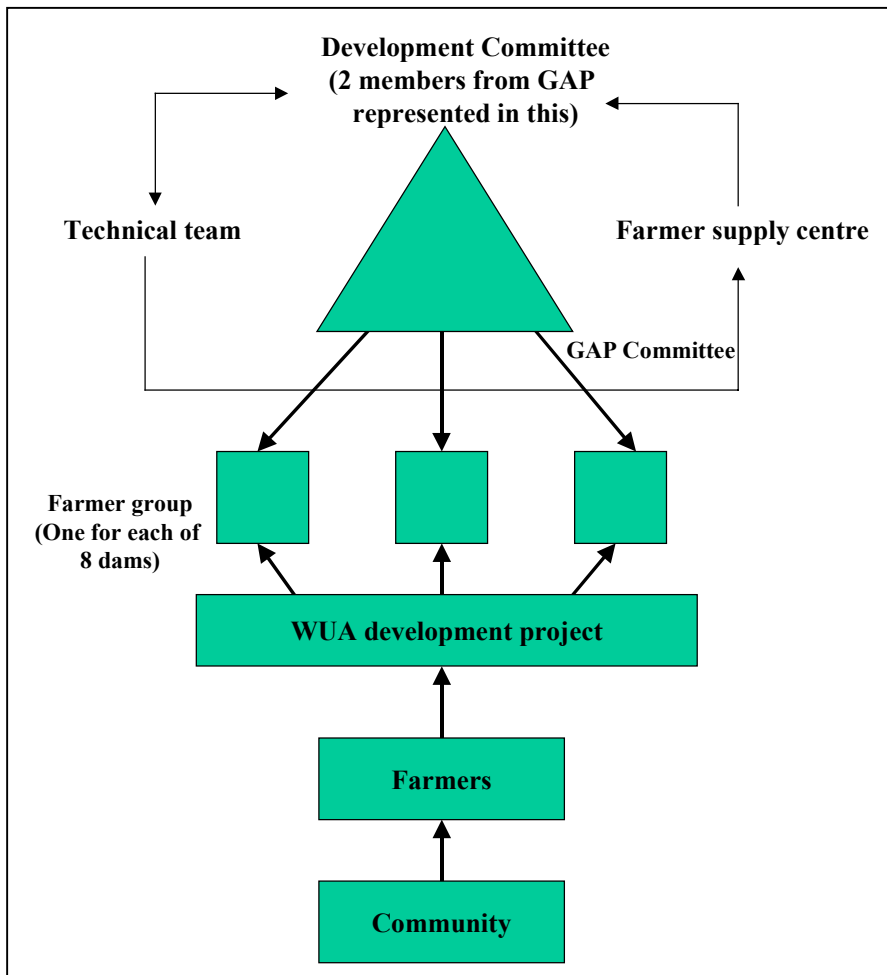 Development Committee
(2 members from GAP
represented in this)
Technical team
Farmer supply centre
GAP Committee
Farmer group
(One for each of
8 dams)
WUA development project
Farmers
Community